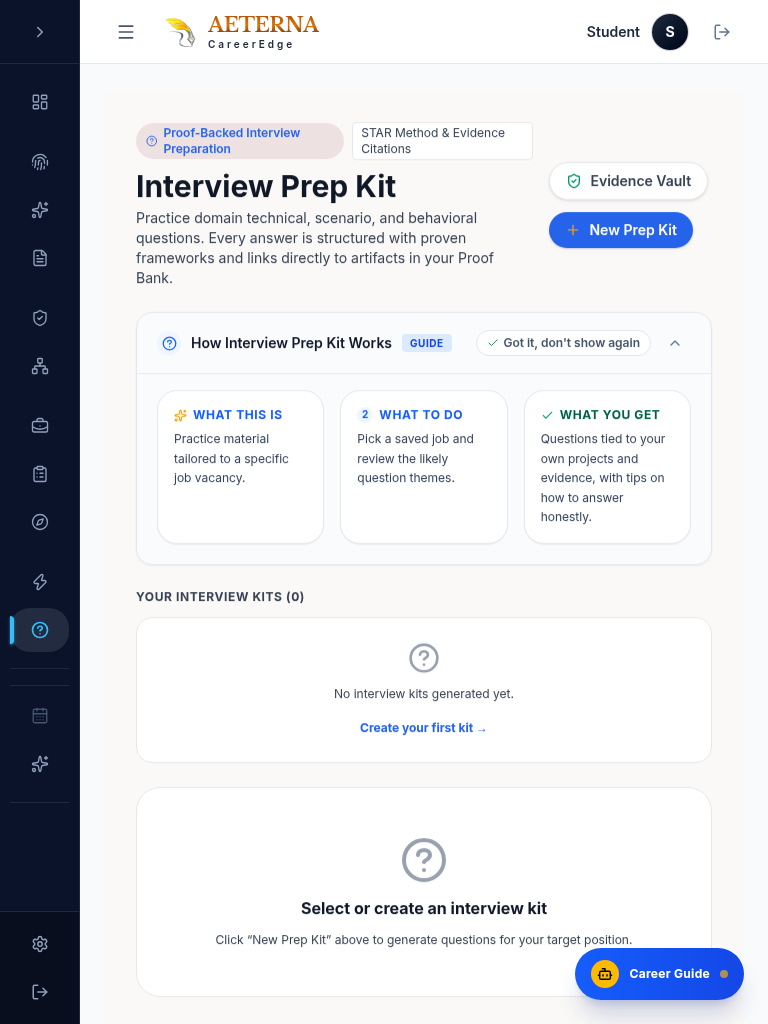 AETERNA
CareerEdge
Student
S
Proof-Backed Interview
Preparation
STAR Method & Evidence
Citations
Interview Prep Kit
Practice domain technical, scenario, and behavioral
questions. Every answer is structured with proven
frameworks and links directly to artifacts in your Proof
Bank.
Evidence Vault
New Prep Kit
How Interview Prep Kit Works
GUIDE
Got it, don't show again
WHAT THIS IS
Practice material
tailored to a specific
job vacancy.
2 WHAT TO DO
Pick a saved job and
review the likely
question themes.
WHAT YOU GET
Questions tied to your
own projects and
evidence, with tips on
how to answer
honestly.
YOUR INTERVIEW KITS (0)
No interview kits generated yet.
Create your first kit →
Select or create an interview kit
Click “New Prep Kit” above to generate questions for your target position.
Career Guide